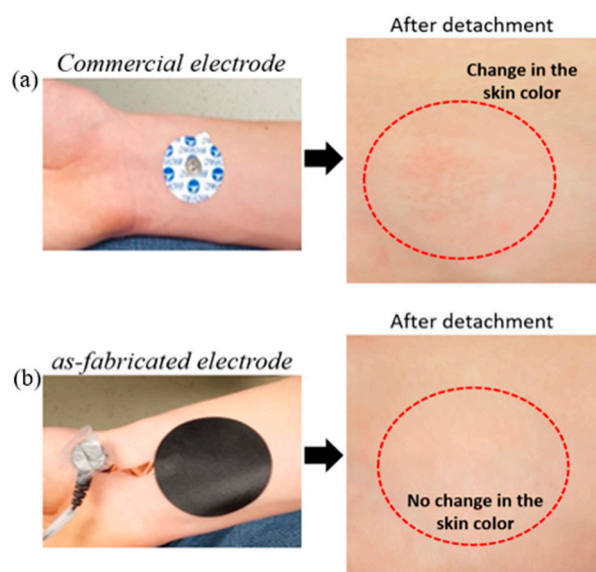 After detachment
(a) Commercial electrode
Change in the
skin color
After detachment
as-fabricated electrode
(b)
No change in the
skin color